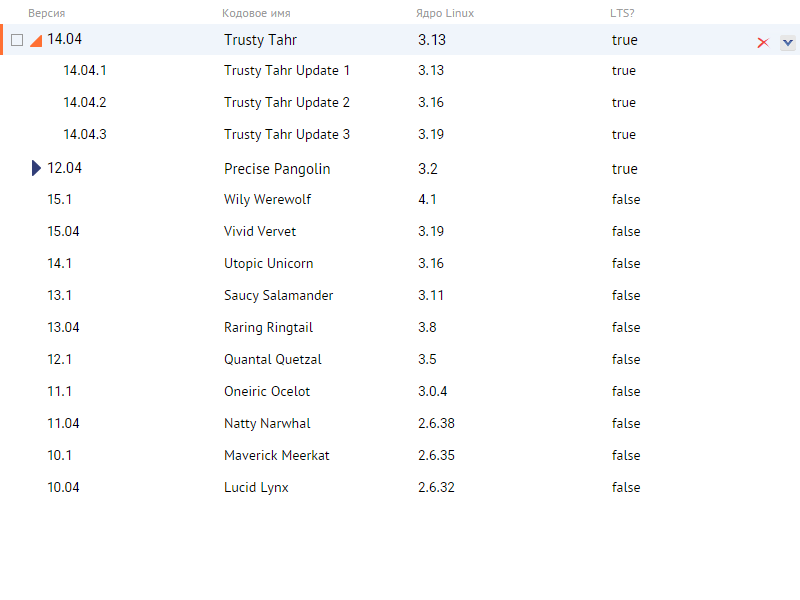 Версия Кодовое имя Ядро Linux LTS?
14.04 Trusty Tahr 3.13 true
14.04.1 Trusty Tahr Update 1 3.13 true
14.04.2 Trusty Tahr Update 2 3.16 true
14.04.3 Trusty Tahr Update 3 3.19 true
12.04 Precise Pangolin 3.2 true
15.1 Wily Werewolf 4.1 false
15.04 Vivid Vervet 3.19 false
14.1 Utopic Unicorn 3.16 false
13.1 Saucy Salamander 3.11 false
13.04 Raring Ringtail 3.8 false
12.1 Quantal Quetzal 3.5 false
11.1 Oneiric Ocelot 3.0.4 false
11.04 Natty Narwhal 2.6.38 false
10.1 Maverick Meerkat 2.6.35 false
10.04 Lucid Lynx 2.6.32 false